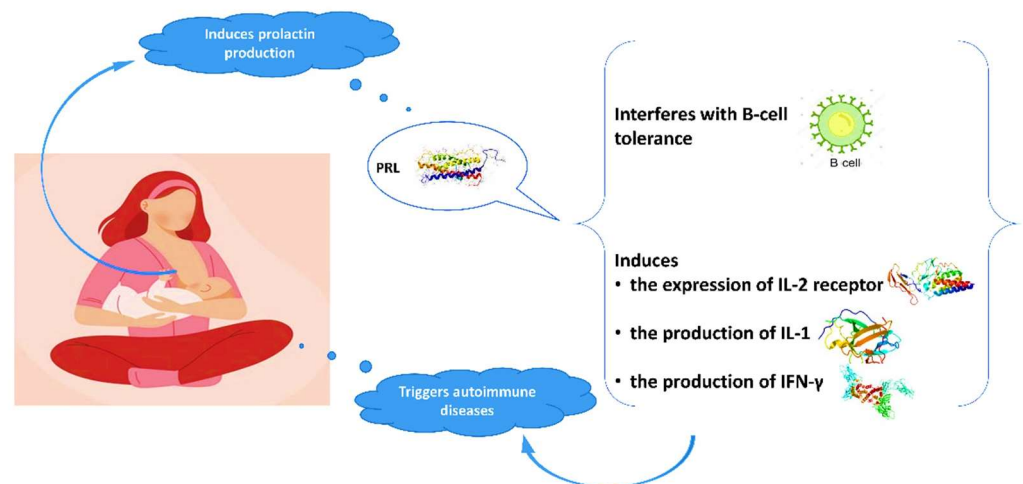 Induces prolactin
production
PRL
Interferes with B-cell
tolerance
B cell
Induces
• the expression of IL-2 receptor
• the production of IL-1
• the production of IFN-γ
Triggers autoimmune
diseases